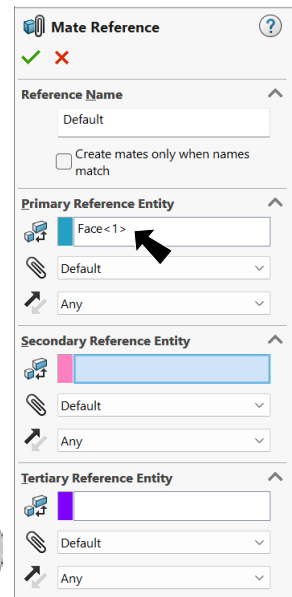 Mate Reference
?
Reference Name
Default
Create mates only when names
match
Primary Reference Entity
Face<1>
Default
Any
Secondary Reference Entity
Default
Any
Tertiary Reference Entity
Default
Any